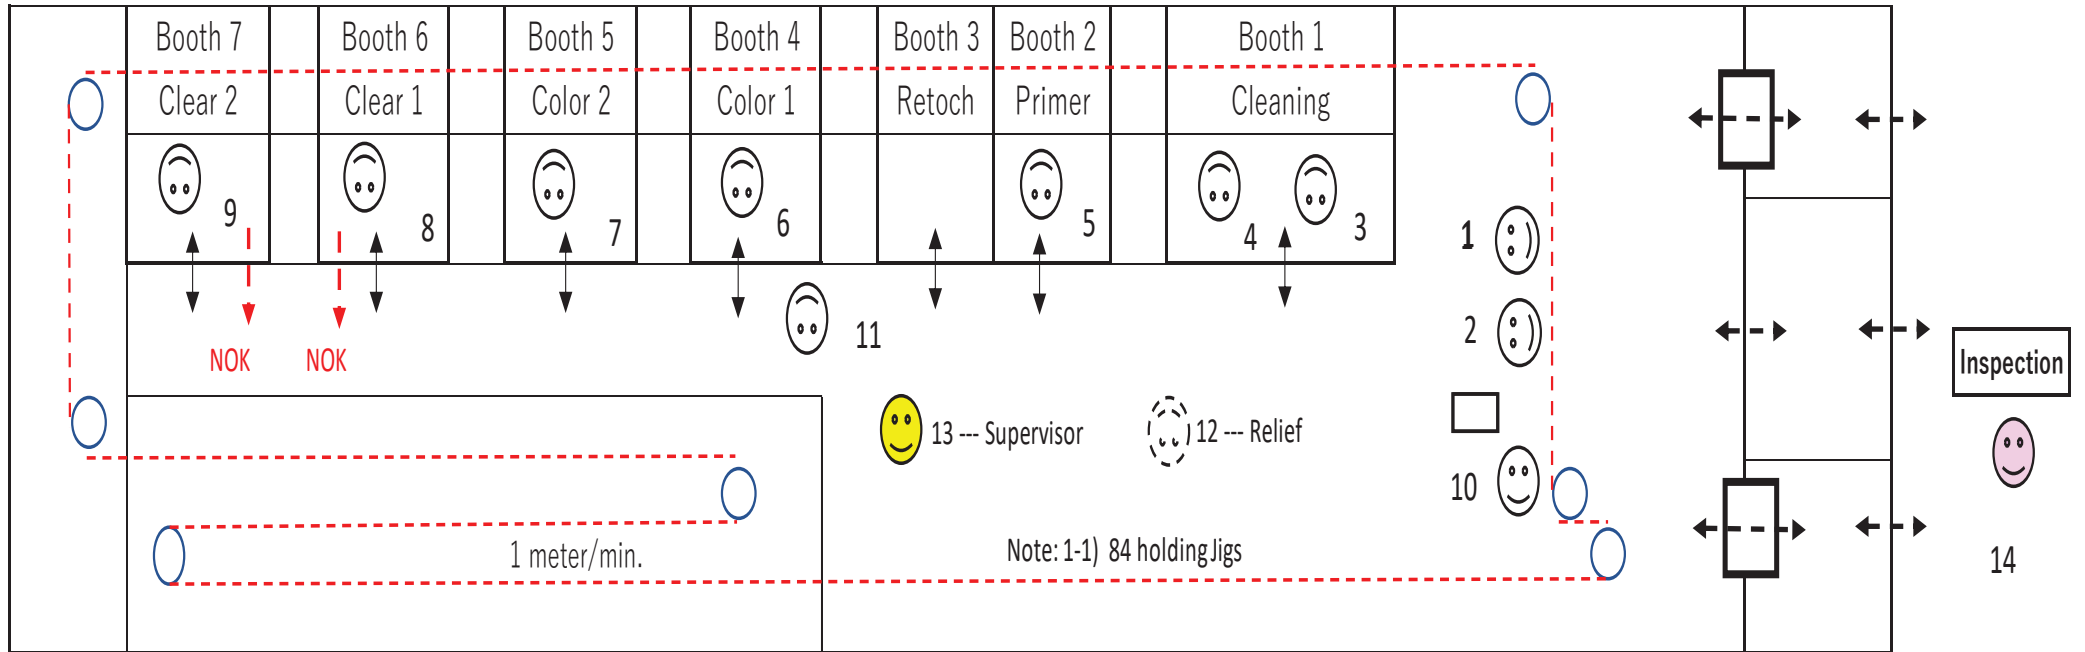 Booth 7
Booth 6
Booth 5
Booth 4
Booth 3
Booth 2
Booth 1
Clear 2
Clear 1
Color 2
Color 1
Retoch
Primer
Cleaning
9
8
7
6
5
4
3
1
2
11
NOK
NOK
Inspection
13 --- Supervisor
12 --- Relief
10
1 meter/min.
Note: 1-1) 84 holding Jigs
14